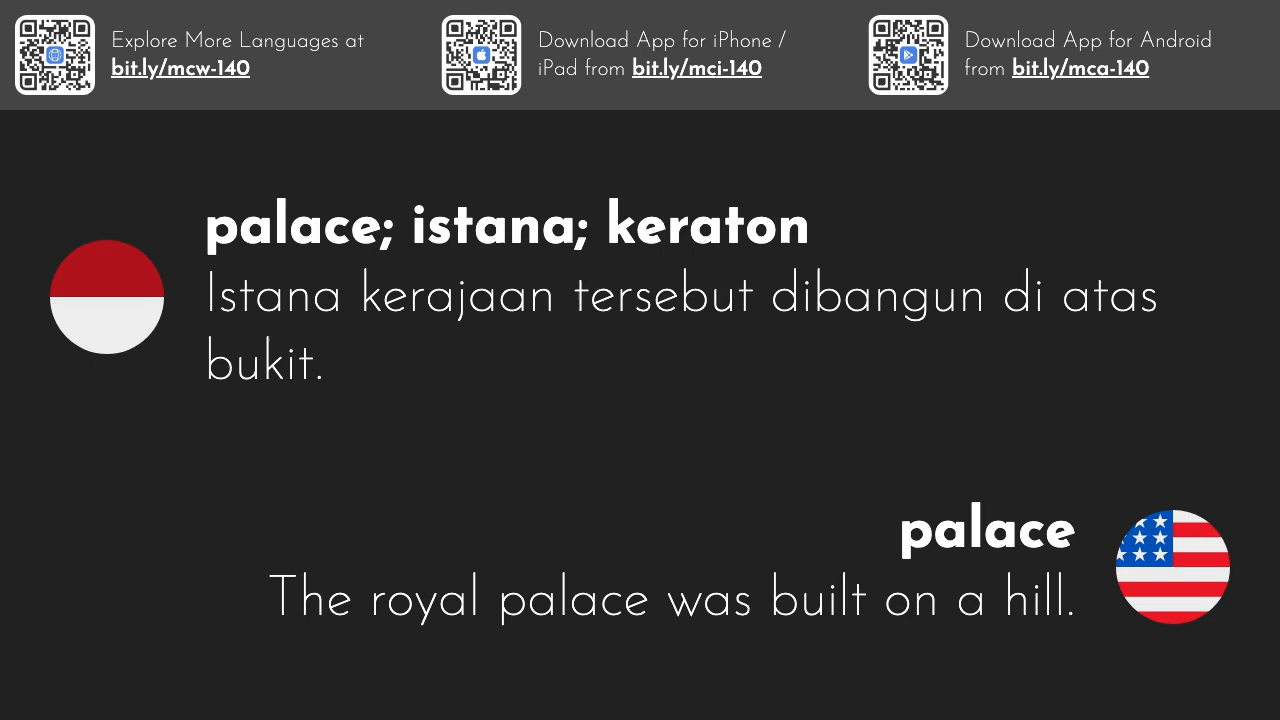 Explore More Languages at
bit.ly/mcw-140
Download App for iPhone /
iPad from bit.ly/mci-140
Download App for Android
from bit.ly/mca-140
palace; istana; keraton
Istana kerajaan tersebut dibangun di atas
bukit.
palace
The royal palace was built on a hill.